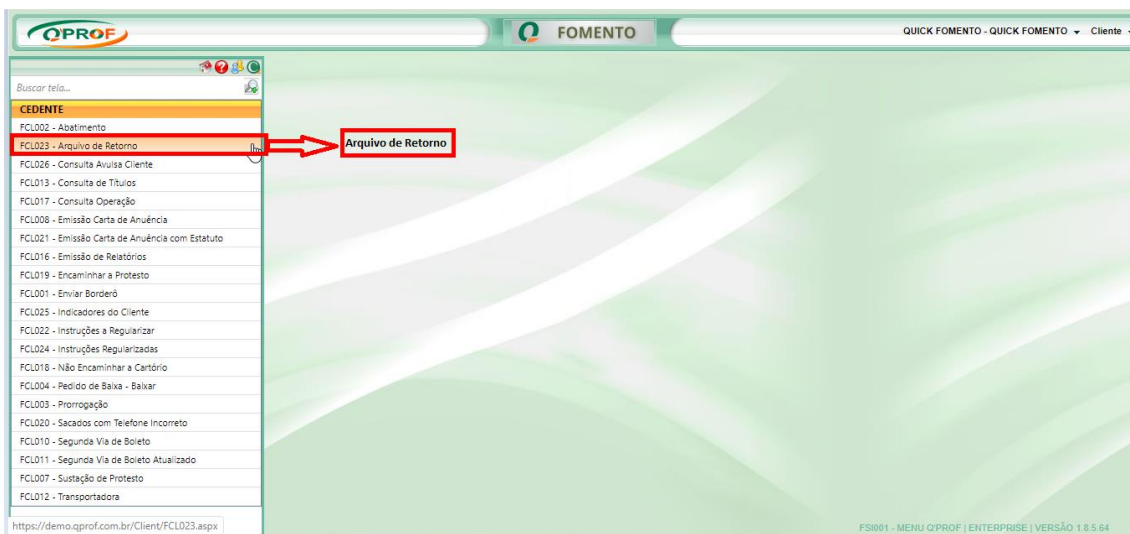 QPROF
Q FOMENTO
QUICK FOMENTO - QUICK FOMENTO Cliente
Buscar tela...
CEDENTE
FCL002 - Abatimento
FCL023 - Arquivo de Retorno
Arquivo de Retorno
FCL026 - Consulta Avulsa Cliente
FCL013 - Consulta de Títulos
FCL017 - Consulta Operação
FCL008 - Emissão Carta de Anuência
FCL021 - Emissão Carta de Anuência com Estatuto
FCL016 - Emissão de Relatórios
FCL019 - Encaminhar a Protesto
FCL001 - Enviar Borderô
FCL025 - Indicadores do Cliente
FCL022 - Instruções a Regularizar
FCL024 - Instruções Regularizadas
FCL018 - Não Encaminhar a Cartório
FCL004 - Pedido de Baixa - Baixar
FCL003 - Prorrogação
FCL020 - Sacados com Telefone Incorreto
FCL010 - Segunda Via de Boleto
FCL011 - Segunda Via de Boleto Atualizado
FCL007 - Sustação de Protesto
FCL012 - Transportadora
https://demo.qprof.com.br/Client/FCL023.aspx
FSI001 - MENU Q'PROF | ENTERPRISE | VERSÃO 1.8.5.64